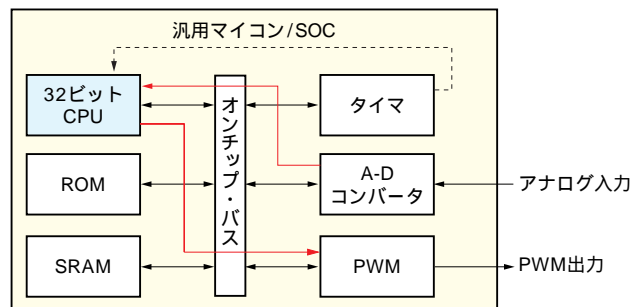 汎用マイコン/SOC
32ビット
CPU
オンチップ・バス
タイマ
ROM
A-D
コンバータ
アナログ入力
SRAM
PWM
PWM出力